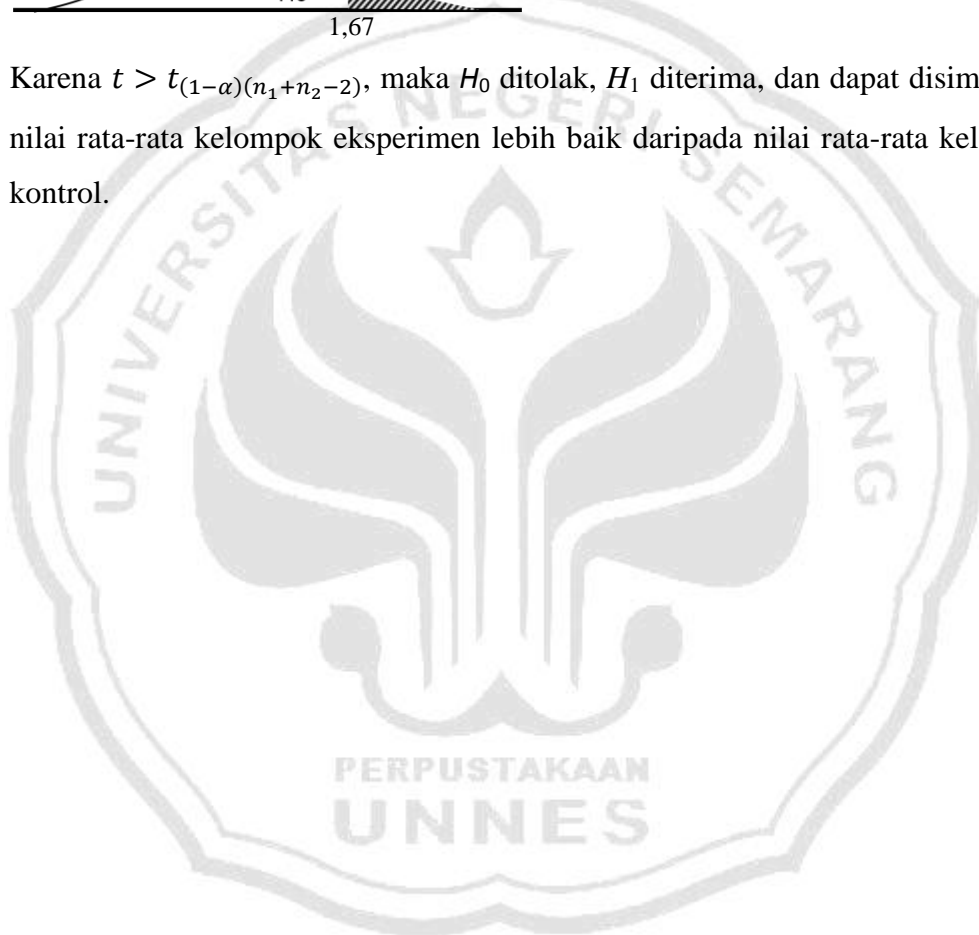 1,67
Karena 𝑡 > 𝑡(1−𝛼)(𝑛1+𝑛2−2), maka H0 ditolak, H1 diterima, dan dapat disim
nilai rata-rata kelompok eksperimen lebih baik daripada nilai rata-rata kel
kontrol.
UNIVERSITAS NEGERI SEMARANG
PERPUSTAKAAN
UNNES